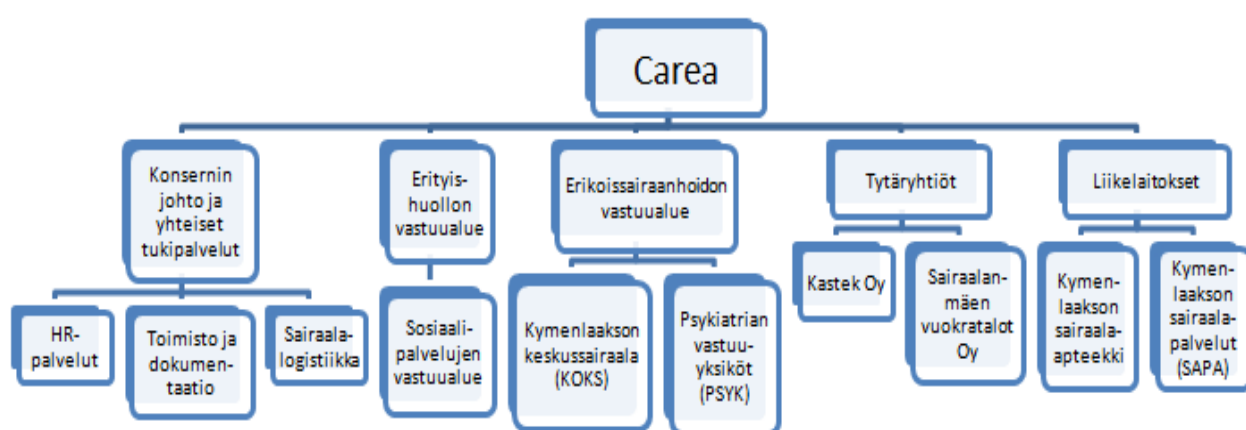 Carea
Konsernin
johto ja
yhteiset
tukipalvelut
Erityis-
huollon
vastuualue
Erikoissairaanhoidon
vastuualue
Tytäryhtiöt
Liikelaitokset
HR-
palvelut
Toimisto ja
dokumen-
taatio
Sairaala-
logistiikka
Sosiaali-
palvelujen
vastuualue
Kymenlaakson
keskussairaala
(KOKS)
Psykiatrian
vastuu-
yksiköt
(PSYK)
Kastek Oy
Sairaalan-
mäen
vuokratalot
Oy
Kymen-
laakson
sairaala-
apteekki
Kymen-
laakson
sairaala-
palvelut
(SAPA)